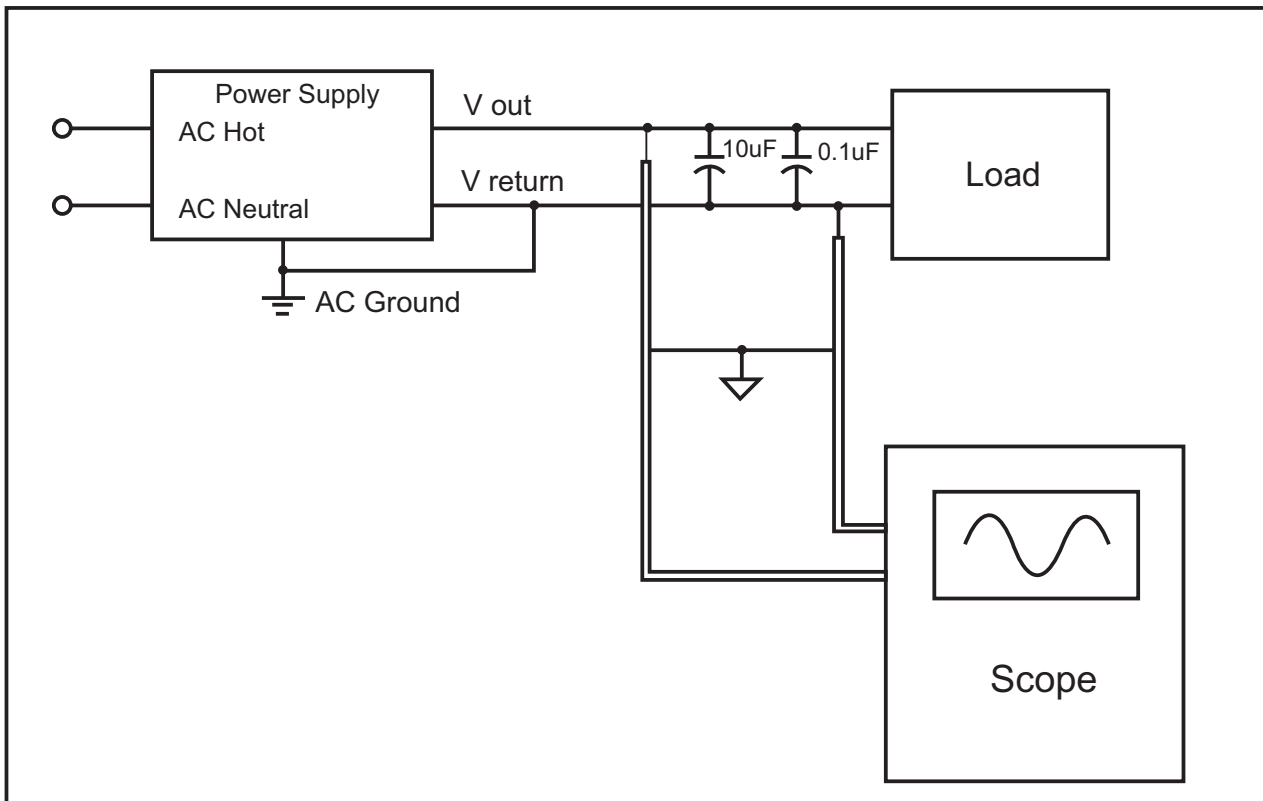 Power Supply
AC Hot
AC Neutral
V out
V return
AC Ground
10uF
0.1uF
Load
Scope